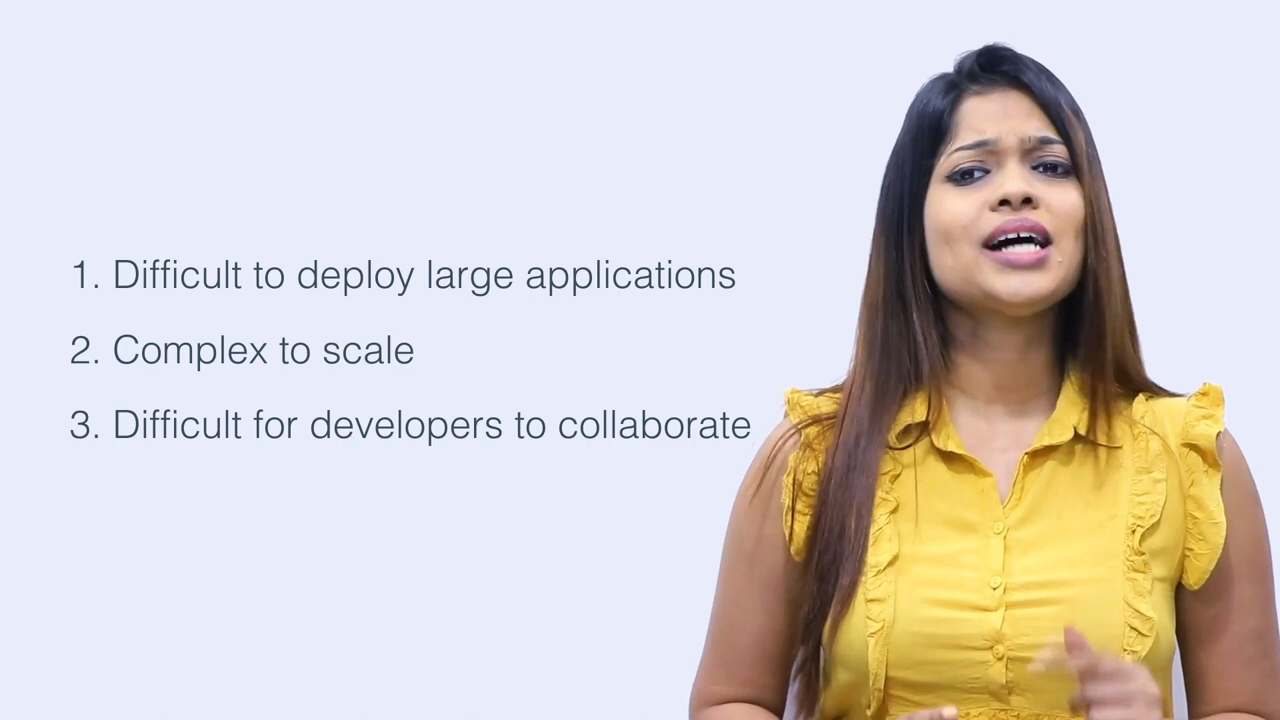 1. Difficult to deploy large applications
2. Complex to scale
3. Difficult for developers to collaborate